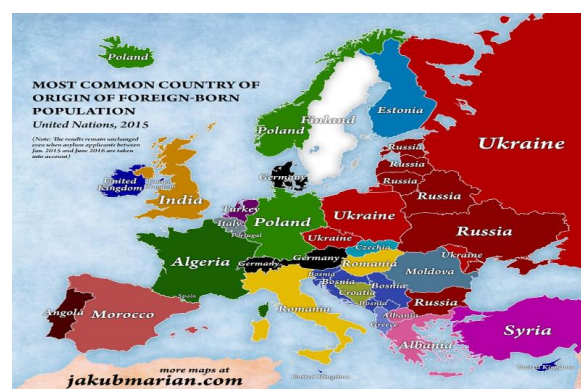 Poland
MOST COMMON COUNTRY OF
ORIGIN OF FOREIGN-BORN
POPULATION
United Nations, 2015
(Note: The results remain unchanged
even when asylum applicants between
Jan. 2015 and June 2016 are taken
into account)
Finland
Estonia
Poland
Russia
Russia
Russia
Ukraine
Germany
United
Kingdom
India
Turkey
Italy
Portugal
Poland
Ukraine
Russia
Russia
Ukraine
Czechia
Algeria
Germany
Germany
Romania
Moldova
Ukraine
Bosnia
Bosnia
Croatia
Bosnia
Bosnia
Russia
Spain
Romania
Albania
Greece
Albania
Angola
Morocco
Syria
United Kingdom
United Kingdom
more maps at
jakubmarian.com